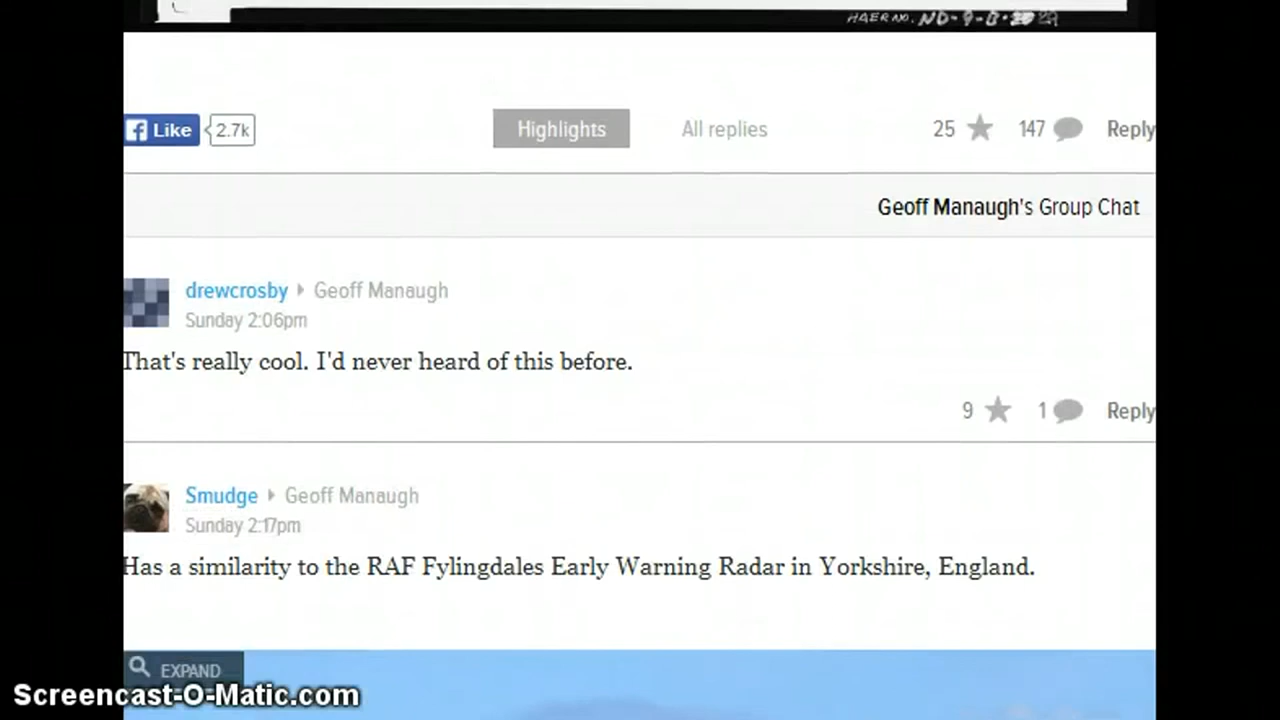 HAER NO. ND-9-B-
Like 2.7k Highlights All replies 25 147 Reply
Geoff Manaugh's Group Chat
drewcrosby Geoff Manaugh
Sunday 2:06pm
That's really cool. I'd never heard of this before.
9 1 Reply
Smudge Geoff Manaugh
Sunday 2:17pm
Has a similarity to the RAF Fylingdales Early Warning Radar in Yorkshire, England.
EXPAND
Screencast-O-Matic.com